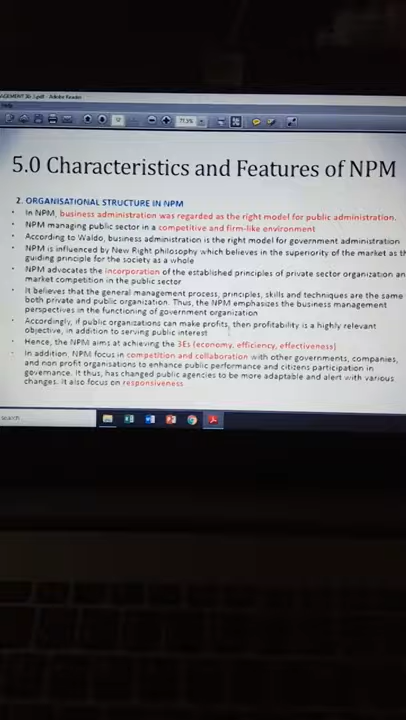 AGEMENT 3b_1.pdf - Adobe Reader
Help
5.0 Characteristics and Features of NPM
2. ORGANISATIONAL STRUCTURE IN NPM
• In NPM, business administration was regarded as the right model for public administration.
• NPM managing public sector in a competitive and firm-like environment
• According to Waldo, business administration is the right model for government administration
• NPM is influenced by New Right philosophy which believes in the superiority of the market as th
guiding principle for the society as a whole
• NPM advocates the incorporation of the established principles of private sector organization an
market competition in the public sector
• It believes that the general management process, principles, skills and techniques are the same
both private and public organization. Thus, the NPM emphasizes the business management
perspectives in the functioning of government organization
• Accordingly, if public organizations can make profits, then profitability is a highly relevant
objective, in addition to serving public interest
• Hence, the NPM aims at achieving the 3Es (economy, efficiency, effectiveness)
• In addition, NPM focus in competition and collaboration with other governments, companies,
and non profit organisations to enhance public performance and citizens participation in
governance. It thus, has changed public agencies to be more adaptable and alert with various
changes. It also focus on responsiveness
search